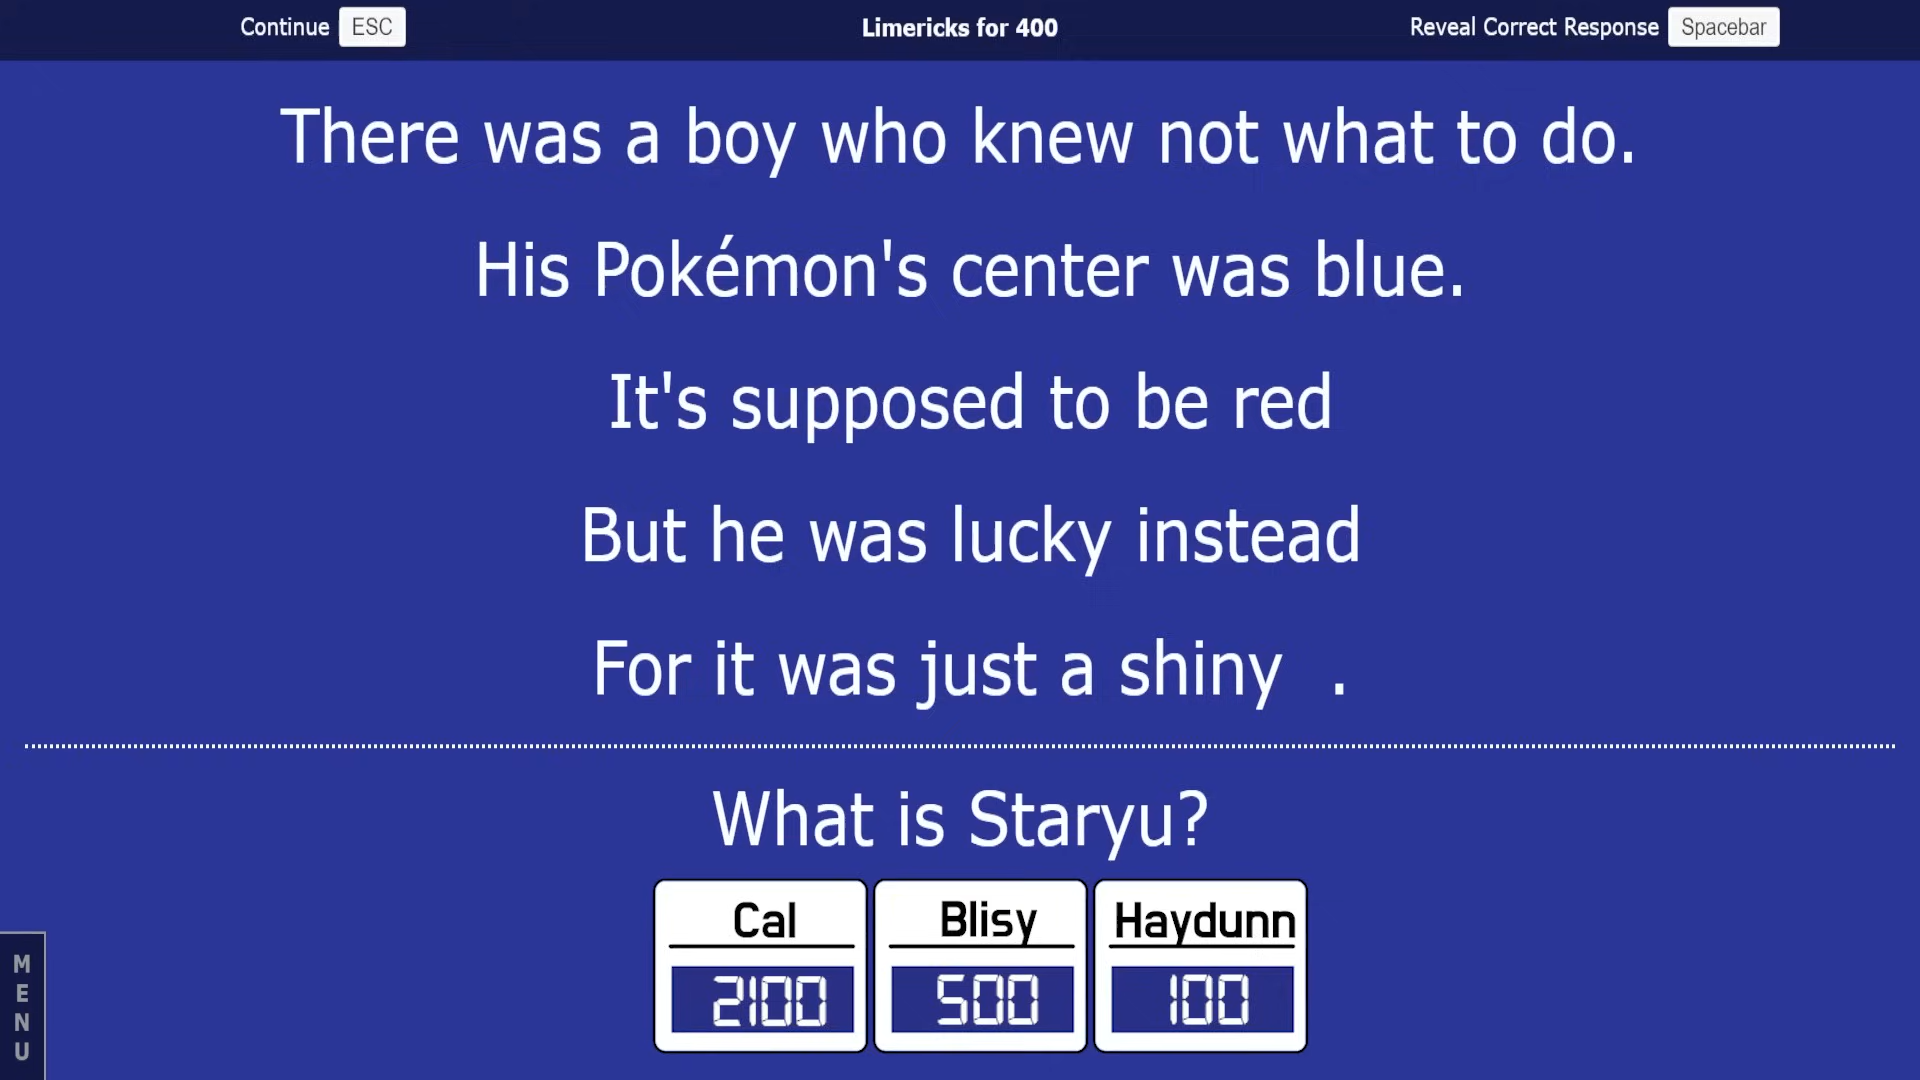 Continue ESC
Limericks for 400
Reveal Correct Response Spacebar
There was a boy who knew not what to do.
His Pokémon's center was blue.
It's supposed to be red
But he was lucky instead
For it was just a shiny .
What is Staryu?
Cal
2100
Blisy
500
Haydunn
100
MENU